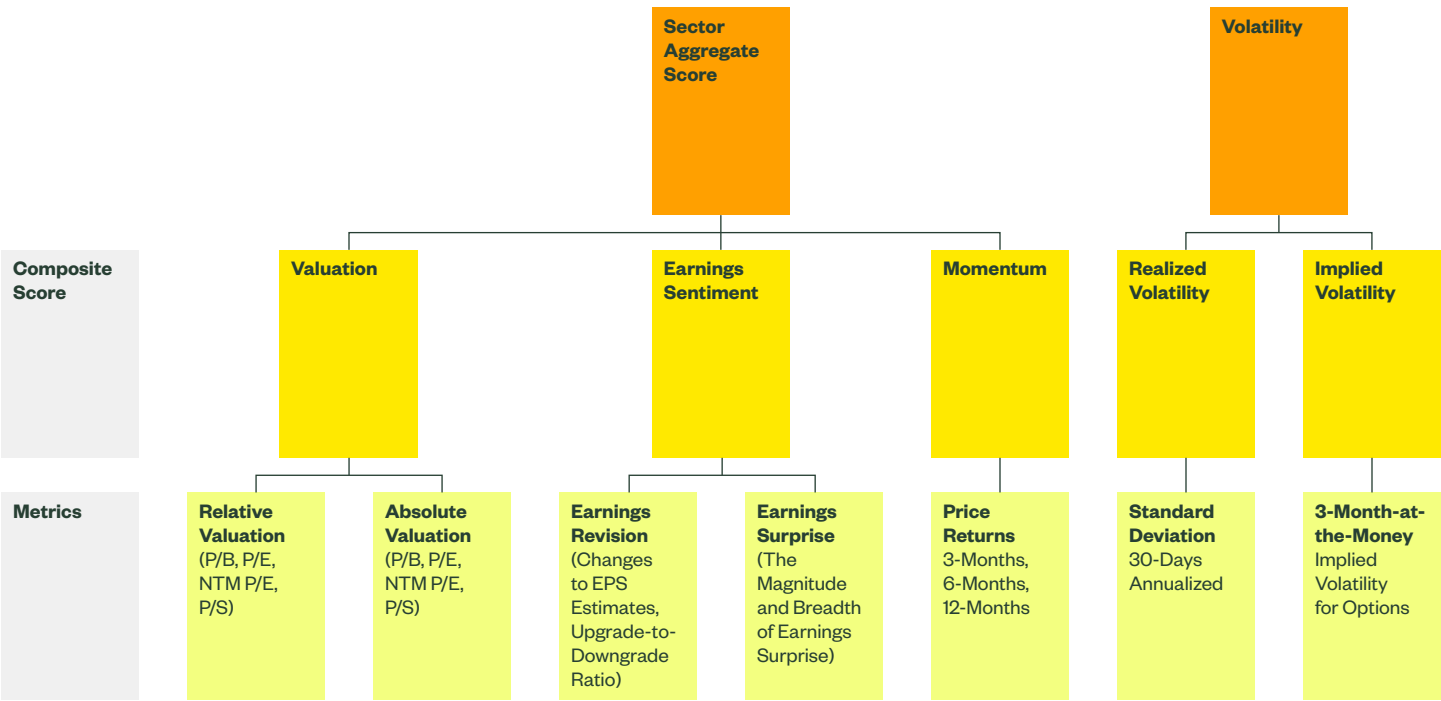 Sector
Aggregate
Score
Volatility
Composite
Score
Valuation
Earnings
Sentiment
Momentum
Realized
Volatility
Implied
Volatility
Metrics
Relative
Valuation
(P/B, P/E,
NTM P/E,
P/S)
Absolute
Valuation
(P/B, P/E,
NTM P/E,
P/S)
Earnings
Revision
(Changes
to EPS
Estimates,
Upgrade-to-
Downgrade
Ratio)
Earnings
Surprise
(The
Magnitude
and Breadth
of Earnings
Surprise)
Price
Returns
3-Months,
6-Months,
12-Months
Standard
Deviation
30-Days
Annualized
3-Month-at-
the-Money
Implied
Volatility
for Options